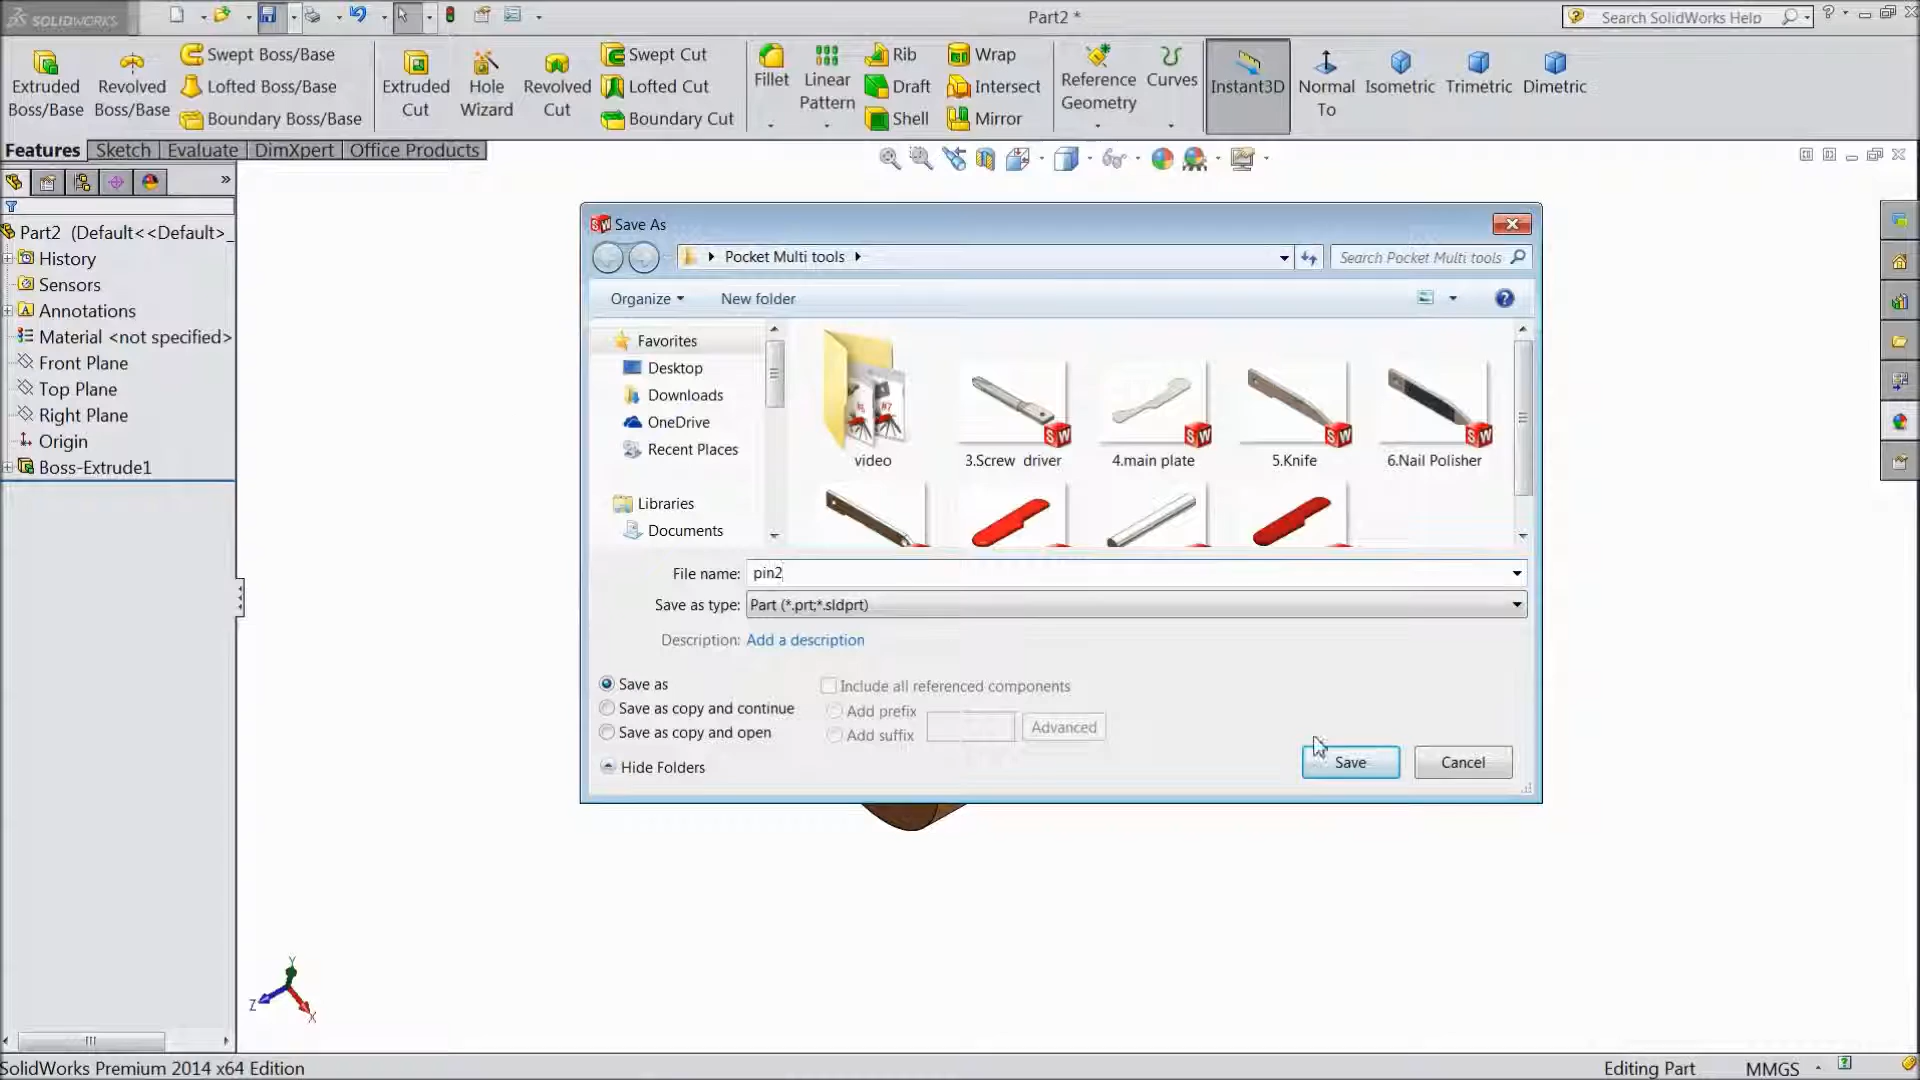 SOLIDWORKS
Part2 *
Search SolidWorks Help
Extruded Boss/Base
Revolved Boss/Base
Swept Boss/Base
Lofted Boss/Base
Boundary Boss/Base
Extruded Cut
Hole Wizard
Revolved Cut
Swept Cut
Lofted Cut
Boundary Cut
Fillet
Linear Pattern
Rib
Draft
Shell
Wrap
Intersect
Mirror
Reference Geometry
Curves
Instant3D
Normal To
Isometric
Trimetric
Dimetric
Features
Sketch
Evaluate
DimXpert
Office Products
Part2 (Default<<Default>_
History
Sensors
Annotations
Material <not specified>
Front Plane
Top Plane
Right Plane
Origin
Boss-Extrude1
Save As
Pocket Multi tools
Search Pocket Multi tools
Organize
New folder
Favorites
Desktop
Downloads
OneDrive
Recent Places
Libraries
Documents
video
3.Screw driver
4.main plate
5.Knife
6.Nail Polisher
File name: pin2
Save as type: Part (*.prt;*.sldprt)
Description: Add a description
Save as
Save as copy and continue
Save as copy and open
Include all referenced components
Add prefix
Add suffix
Advanced
Hide Folders
Save
Cancel
Y
Z
X
SolidWorks Premium 2014 x64 Edition
Editing Part
MMGS